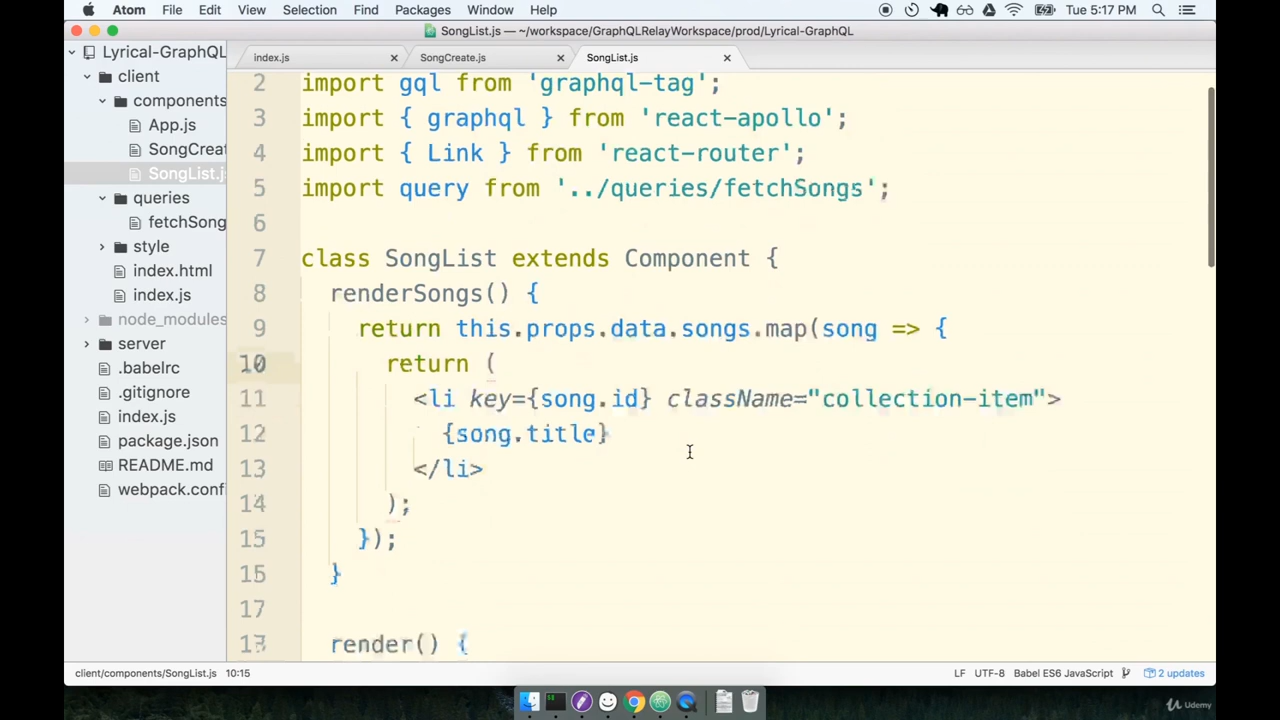 Atom File Edit View Selection Find Packages Window Help Tue 5:17 PM
SongList.js — ~/workspace/GraphQLRelayWorkspace/prod/Lyrical-GraphQL
Lyrical-GraphQL
client
components
App.js
SongCreat
SongList.j
queries
fetchSong
style
index.html
index.js
node_modules
server
.babelrc
.gitignore
index.js
package.json
README.md
webpack.confi
index.js SongCreate.js SongList.js
2 import gql from 'graphql-tag';
3 import { graphql } from 'react-apollo';
4 import { Link } from 'react-router';
5 import query from '../queries/fetchSongs';
6
7 class SongList extends Component {
8 renderSongs() {
9 return this.props.data.songs.map(song => {
10 return (
11 <li key={song.id} className="collection-item">
12 {song.title}
13 </li>
14 );
15 });
}
17
render() {
client/components/SongList.js 10:15 LF UTF-8 Babel ES6 JavaScript 2 updates
Udemy